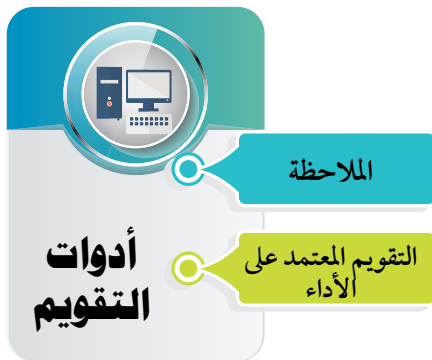 أدوات
التقويم
الملاحظة
التقويم المعتمد على
الأداء